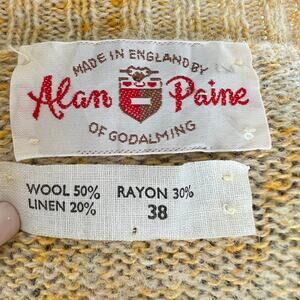 MADE IN ENGLAND BY
Alan Paine
OF GODALMING
WOOL 50% RAYON 30%
LINEN 20% 38